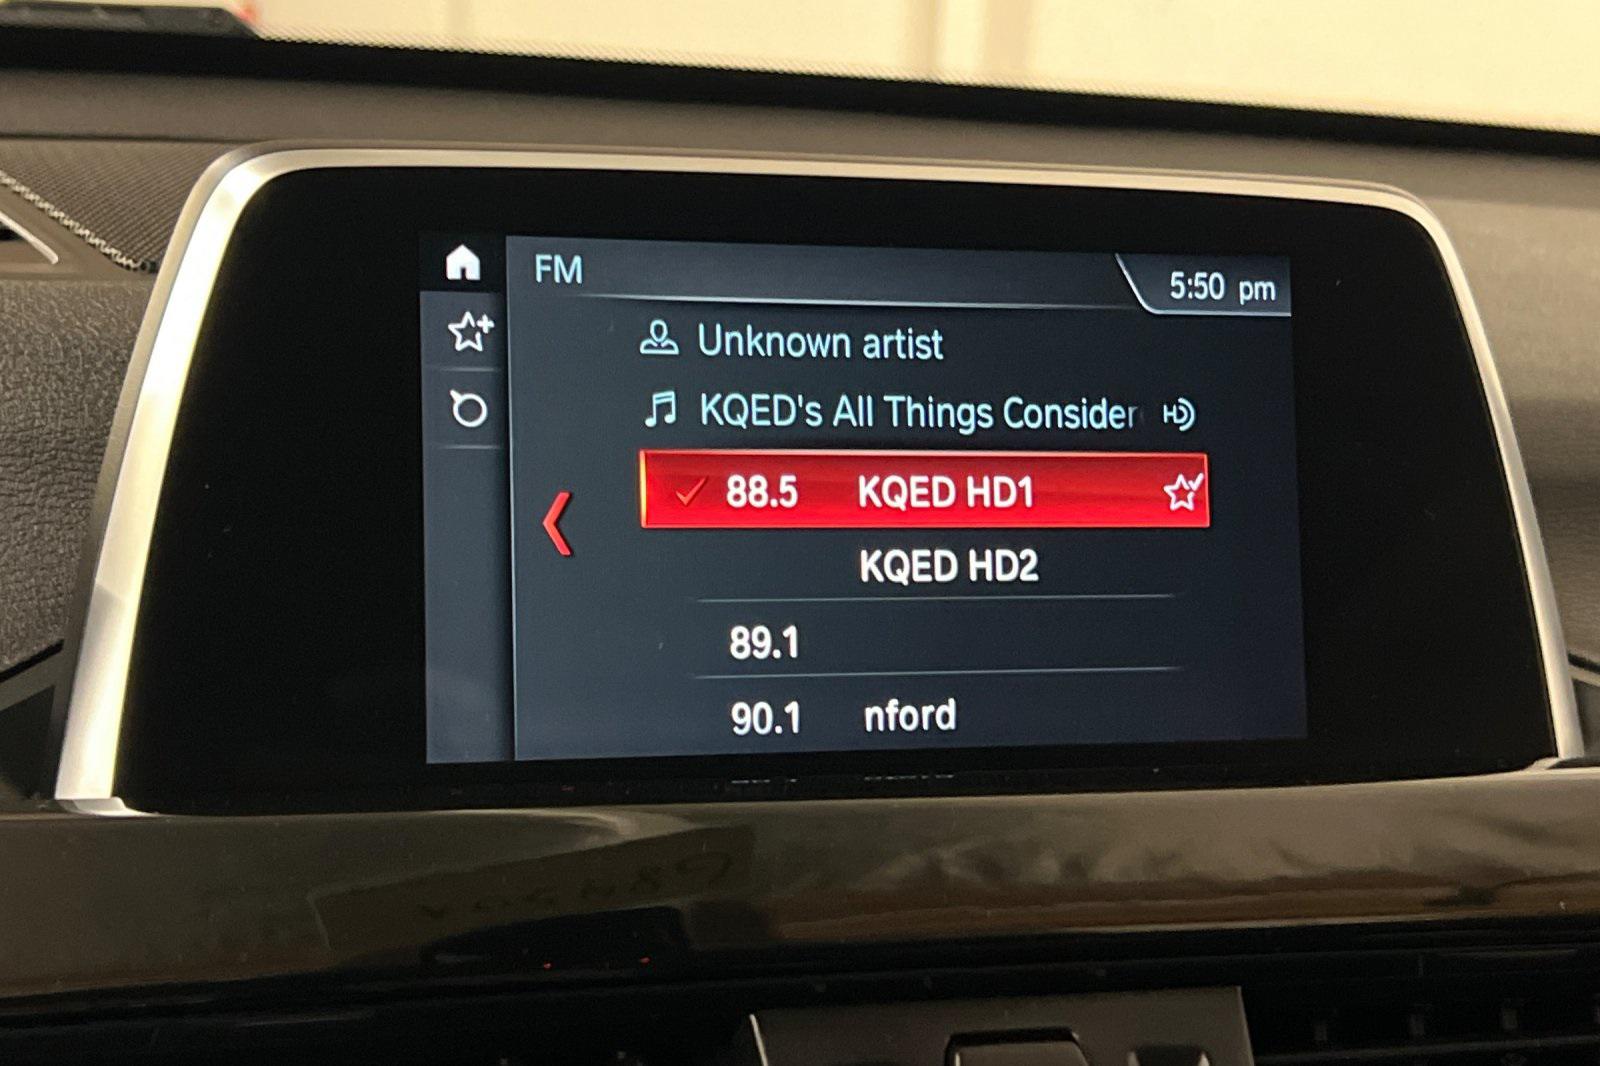 FM
5:50 pm
Unknown artist
KQED's All Things Consider
HD
88.5 KQED HD1
KQED HD2
89.1
90.1 nford